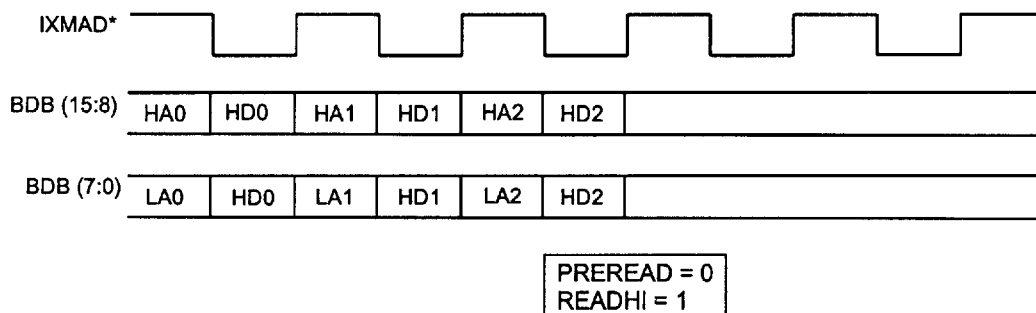 IXMAD*
BDB (15:8) HA0 HD0 HA1 HD1 HA2 HD2
BDB (7:0) LA0 HD0 LA1 HD1 LA2 HD2
PREREAD = 0
READHI = 1